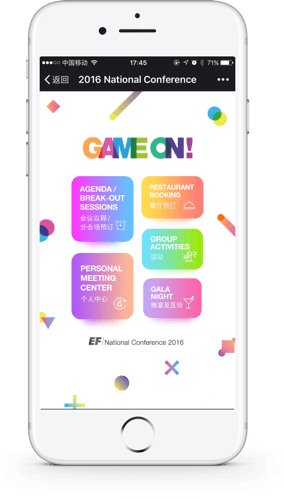 中国移动 17:45 71%
返回 2016 National Conference
GAME ON!
AGENDA /
BREAK-OUT
SESSIONS
会议议程/
分会场预订
RESTAURANT
BOOKING
餐厅预订
GROUP
ACTIVITIES
活动
PERSONAL
MEETING
CENTER
个人中心
GALA
NIGHT
晚宴及互动
EF National Conference 2016